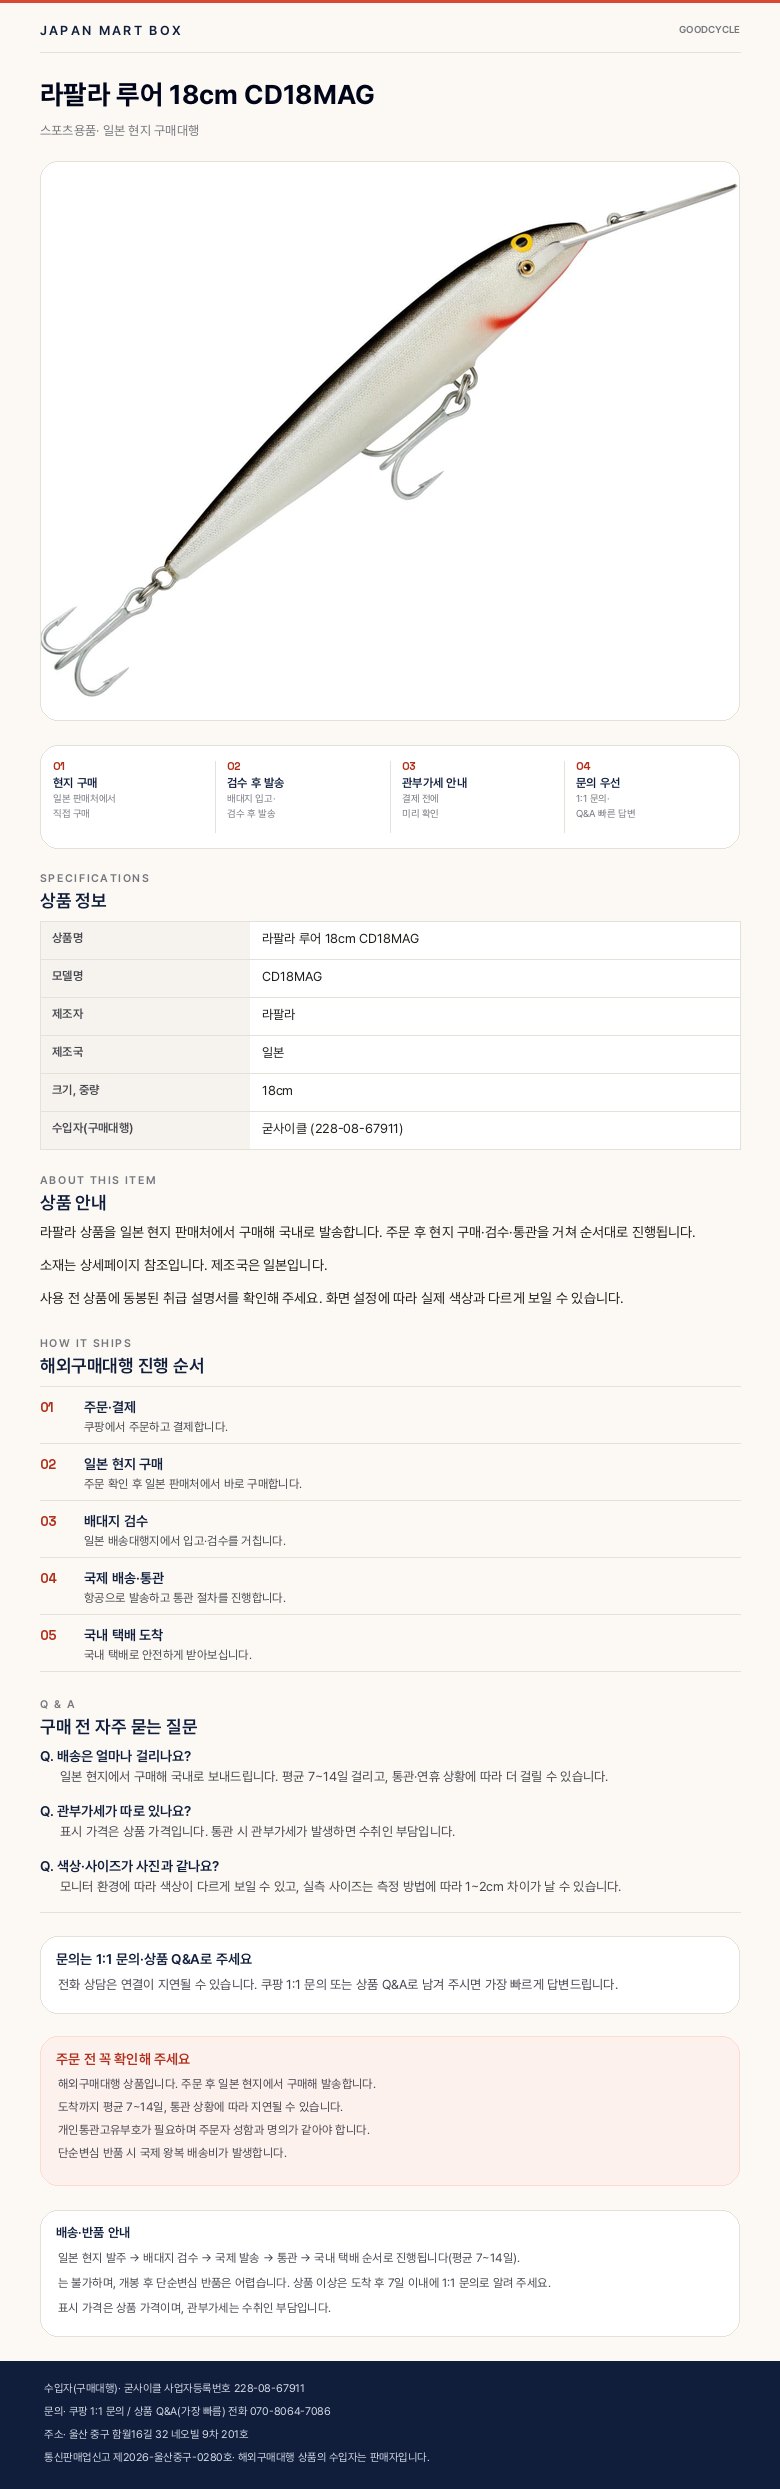 JAPAN MART BOX
GOODCYCLE
라팔라 루어 18cm CD18MAG
스포츠용품· 일본 현지 구매대행
01
현지 구매
일본 판매처에서
직접 구매
02
검수 후 발송
배대지 입고·
검수 후 발송
03
관부가세 안내
결제 전에
미리 확인
04
문의 우선
1:1 문의·
Q&A 빠른 답변
SPECIFICATIONS
상품 정보
상품명 라팔라 루어 18cm CD18MAG
모델명 CD18MAG
제조자 라팔라
제조국 일본
크기, 중량 18cm
수입자(구매대행) 굳사이클 (228-08-67911)
ABOUT THIS ITEM
상품 안내
라팔라 상품을 일본 현지 판매처에서 구매해 국내로 발송합니다. 주문 후 현지 구매·검수·통관을 거쳐 순서대로 진행됩니다.
소재는 상세페이지 참조입니다. 제조국은 일본입니다.
사용 전 상품에 동봉된 취급 설명서를 확인해 주세요. 화면 설정에 따라 실제 색상과 다르게 보일 수 있습니다.
HOW IT SHIPS
해외구매대행 진행 순서
01 주문·결제
쿠팡에서 주문하고 결제합니다.
02 일본 현지 구매
주문 확인 후 일본 판매처에서 바로 구매합니다.
03 배대지 검수
일본 배송대행지에서 입고·검수를 거칩니다.
04 국제 배송·통관
항공으로 발송하고 통관 절차를 진행합니다.
05 국내 택배 도착
국내 택배로 안전하게 받아보십니다.
Q & A
구매 전 자주 묻는 질문
Q. 배송은 얼마나 걸리나요?
일본 현지에서 구매해 국내로 보내드립니다. 평균 7~14일 걸리고, 통관·연휴 상황에 따라 더 걸릴 수 있습니다.
Q. 관부가세가 따로 있나요?
표시 가격은 상품 가격입니다. 통관 시 관부가세가 발생하면 수취인 부담입니다.
Q. 색상·사이즈가 사진과 같나요?
모니터 환경에 따라 색상이 다르게 보일 수 있고, 실측 사이즈는 측정 방법에 따라 1~2cm 차이가 날 수 있습니다.
문의는 1:1 문의·상품 Q&A로 주세요
전화 상담은 연결이 지연될 수 있습니다. 쿠팡 1:1 문의 또는 상품 Q&A로 남겨 주시면 가장 빠르게 답변드립니다.
주문 전 꼭 확인해 주세요
해외구매대행 상품입니다. 주문 후 일본 현지에서 구매해 발송합니다.
도착까지 평균 7~14일, 통관 상황에 따라 지연될 수 있습니다.
개인통관고유부호가 필요하며 주문자 성함과 명의가 같아야 합니다.
단순변심 반품 시 국제 왕복 배송비가 발생합니다.
배송·반품 안내
일본 현지 발주 → 배대지 검수 → 국제 발송 → 통관 → 국내 택배 순서로 진행됩니다(평균 7~14일).
는 불가하며, 개봉 후 단순변심 반품은 어렵습니다. 상품 이상은 도착 후 7일 이내에 1:1 문의로 알려 주세요.
표시 가격은 상품 가격이며, 관부가세는 수취인 부담입니다.
수입자(구매대행)· 굳사이클 사업자등록번호 228-08-67911
문의· 쿠팡 1:1 문의 / 상품 Q&A(가장 빠름) 전화 070-8064-7086
주소· 울산 중구 함월16길 32 네오빌 9차 201호
통신판매업신고 제2026-울산중구-0280호· 해외구매대행 상품의 수입자는 판매자입니다.